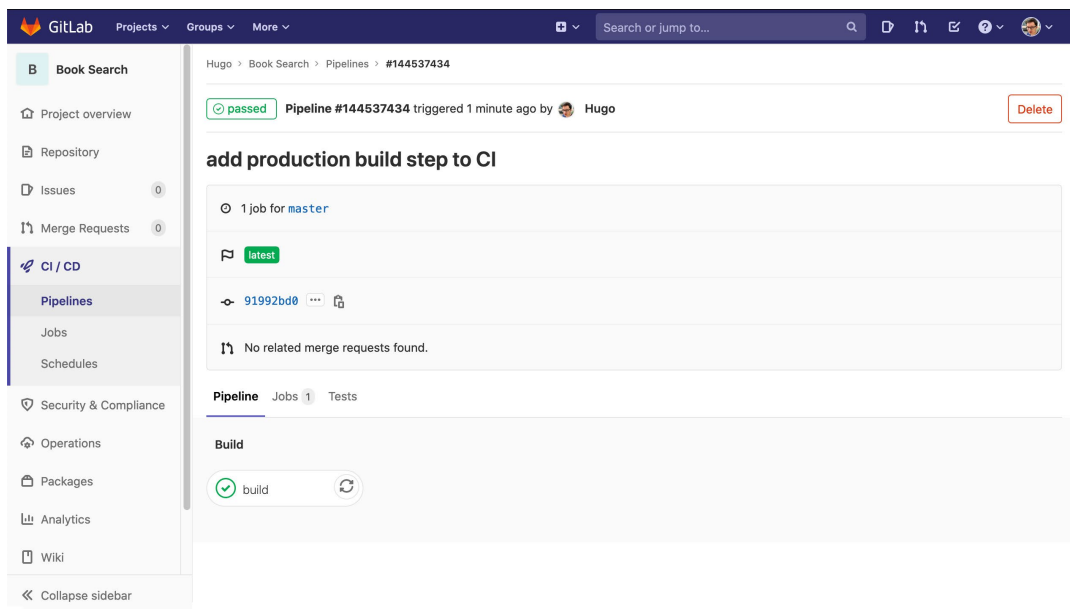 GitLab Projects Groups More Search or jump to...
B Book Search
Project overview
Repository
Issues 0
Merge Requests 0
CI / CD
Pipelines
Jobs
Schedules
Security & Compliance
Operations
Packages
Analytics
Wiki
Collapse sidebar
Hugo > Book Search > Pipelines > #144537434
passed Pipeline #144537434 triggered 1 minute ago by Hugo Delete
add production build step to CI
1 job for master
latest
91992bd0 ...
No related merge requests found.
Pipeline Jobs 1 Tests
Build
build